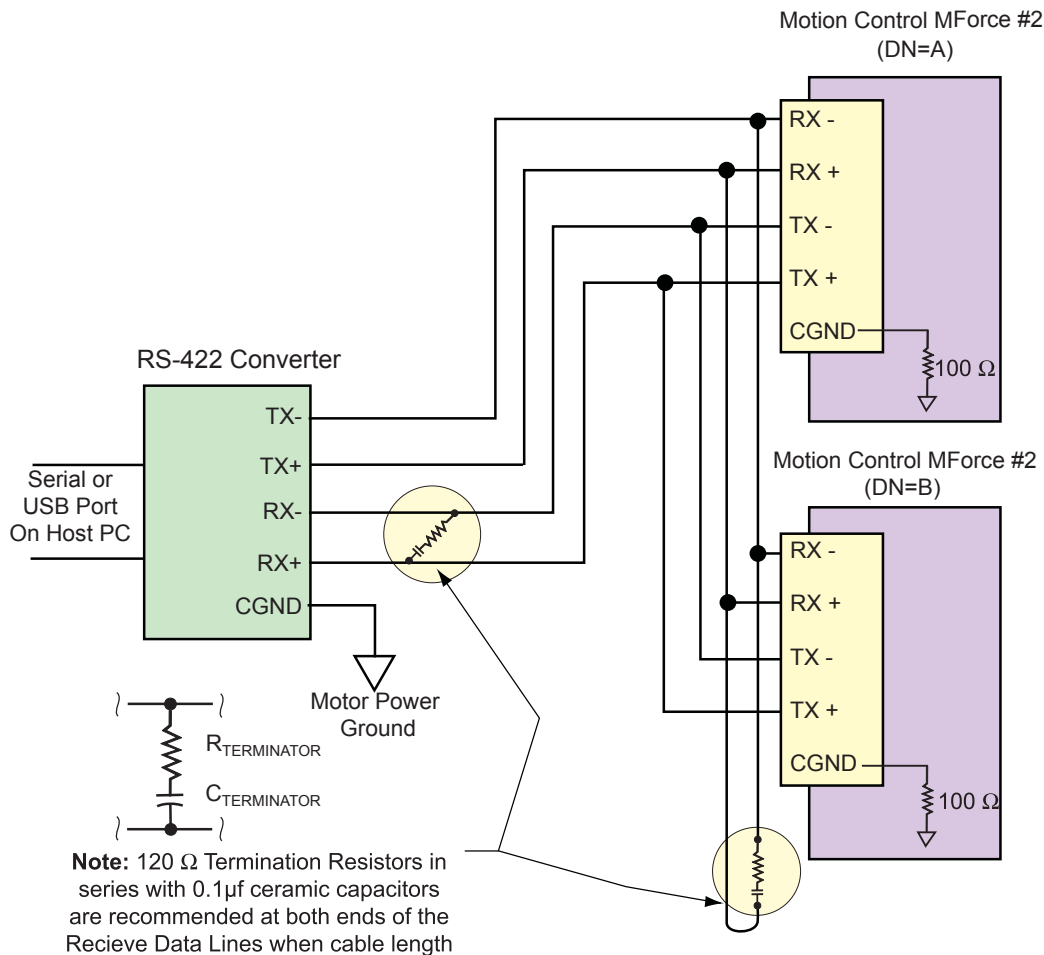 Motion Control MForce #2
(DN=A)
RX -
RX +
TX -
TX +
CGND
100 Ω
RS-422 Converter
TX-
TX+
RX-
RX+
CGND
Serial or
USB Port
On Host PC
Motor Power
Ground
Motion Control MForce #2
(DN=B)
RX -
RX +
TX -
TX +
CGND
100 Ω
RTERMINATOR
CTERMINATOR
Note: 120 Ω Termination Resistors in
series with 0.1µf ceramic capacitors
are recommended at both ends of the
Recieve Data Lines when cable length